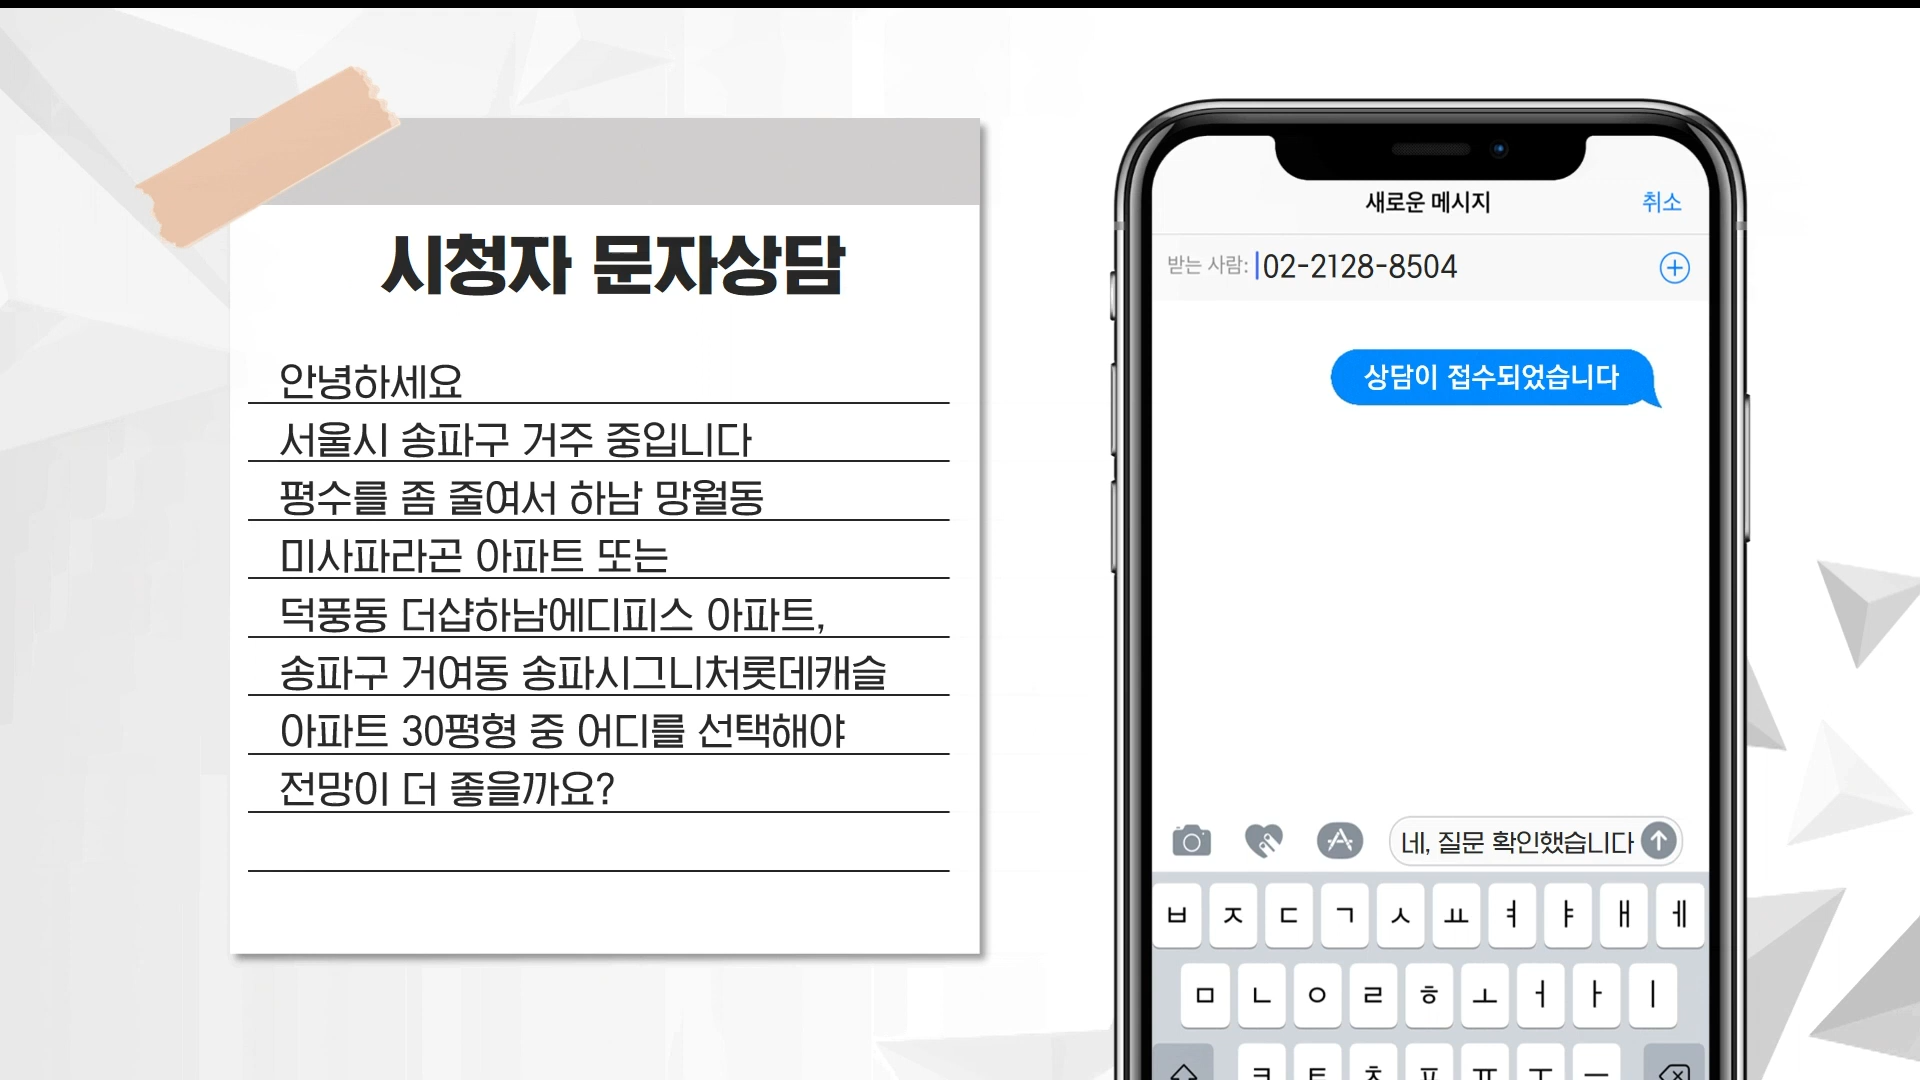 시청자 문자상담
안녕하세요
서울시 송파구 거주 중입니다
평수를 좀 줄여서 하남 망월동
미사파라곤 아파트 또는
덕풍동 더샵하남에디피스 아파트,
송파구 거여동 송파시그니처롯데캐슬
아파트 30평형 중 어디를 선택해야
전망이 더 좋을까요?
새로운 메시지
취소
받는 사람: 02-2128-8504
상담이 접수되었습니다
네, 질문 확인했습니다
ㅂ ㅈ ㄷ ㄱ ㅅ ㅛ ㅕ ㅑ ㅐ ㅔ
ㅁ ㄴ ㅇ ㄹ ㅎ ㅗ ㅓ ㅏ ㅣ
ㅋ ㅌ ㅊ ㅍ ㅠ ㅜ ㅡ